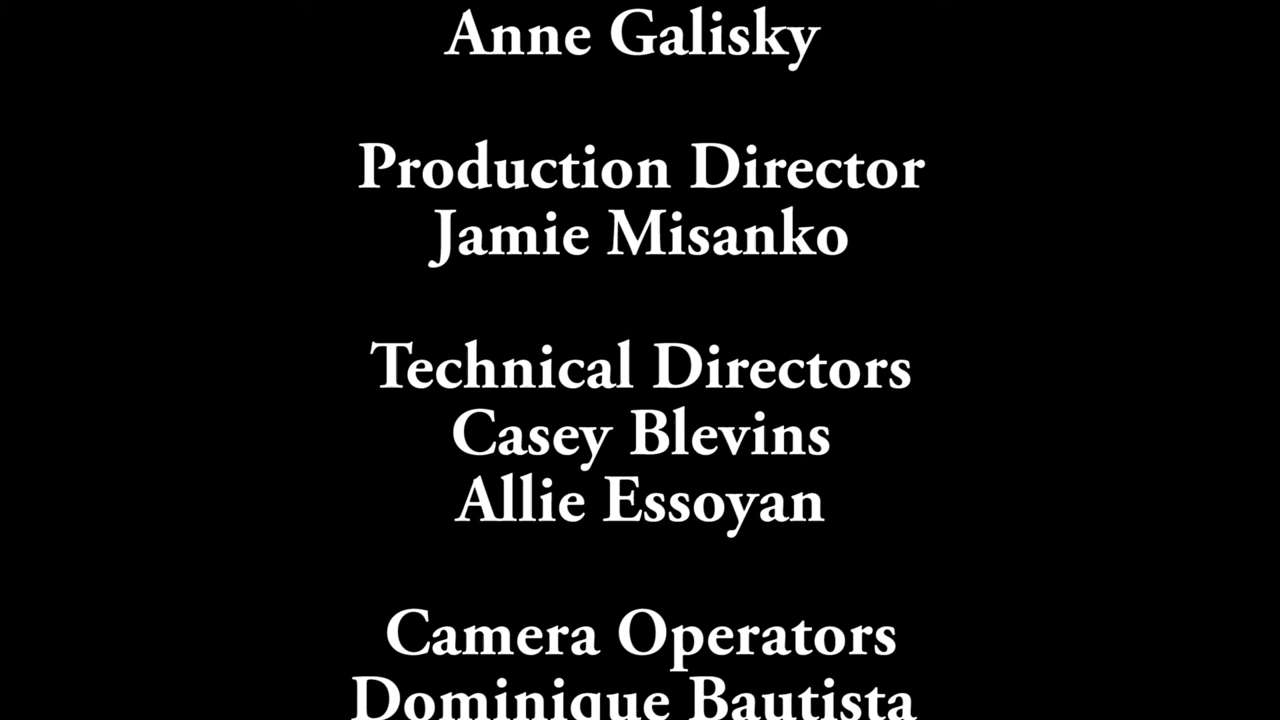 Anne Galisky
Production Director
Jamie Misanko
Technical Directors
Casey Blevins
Allie Essoyan
Camera Operators
Dominique Bautista